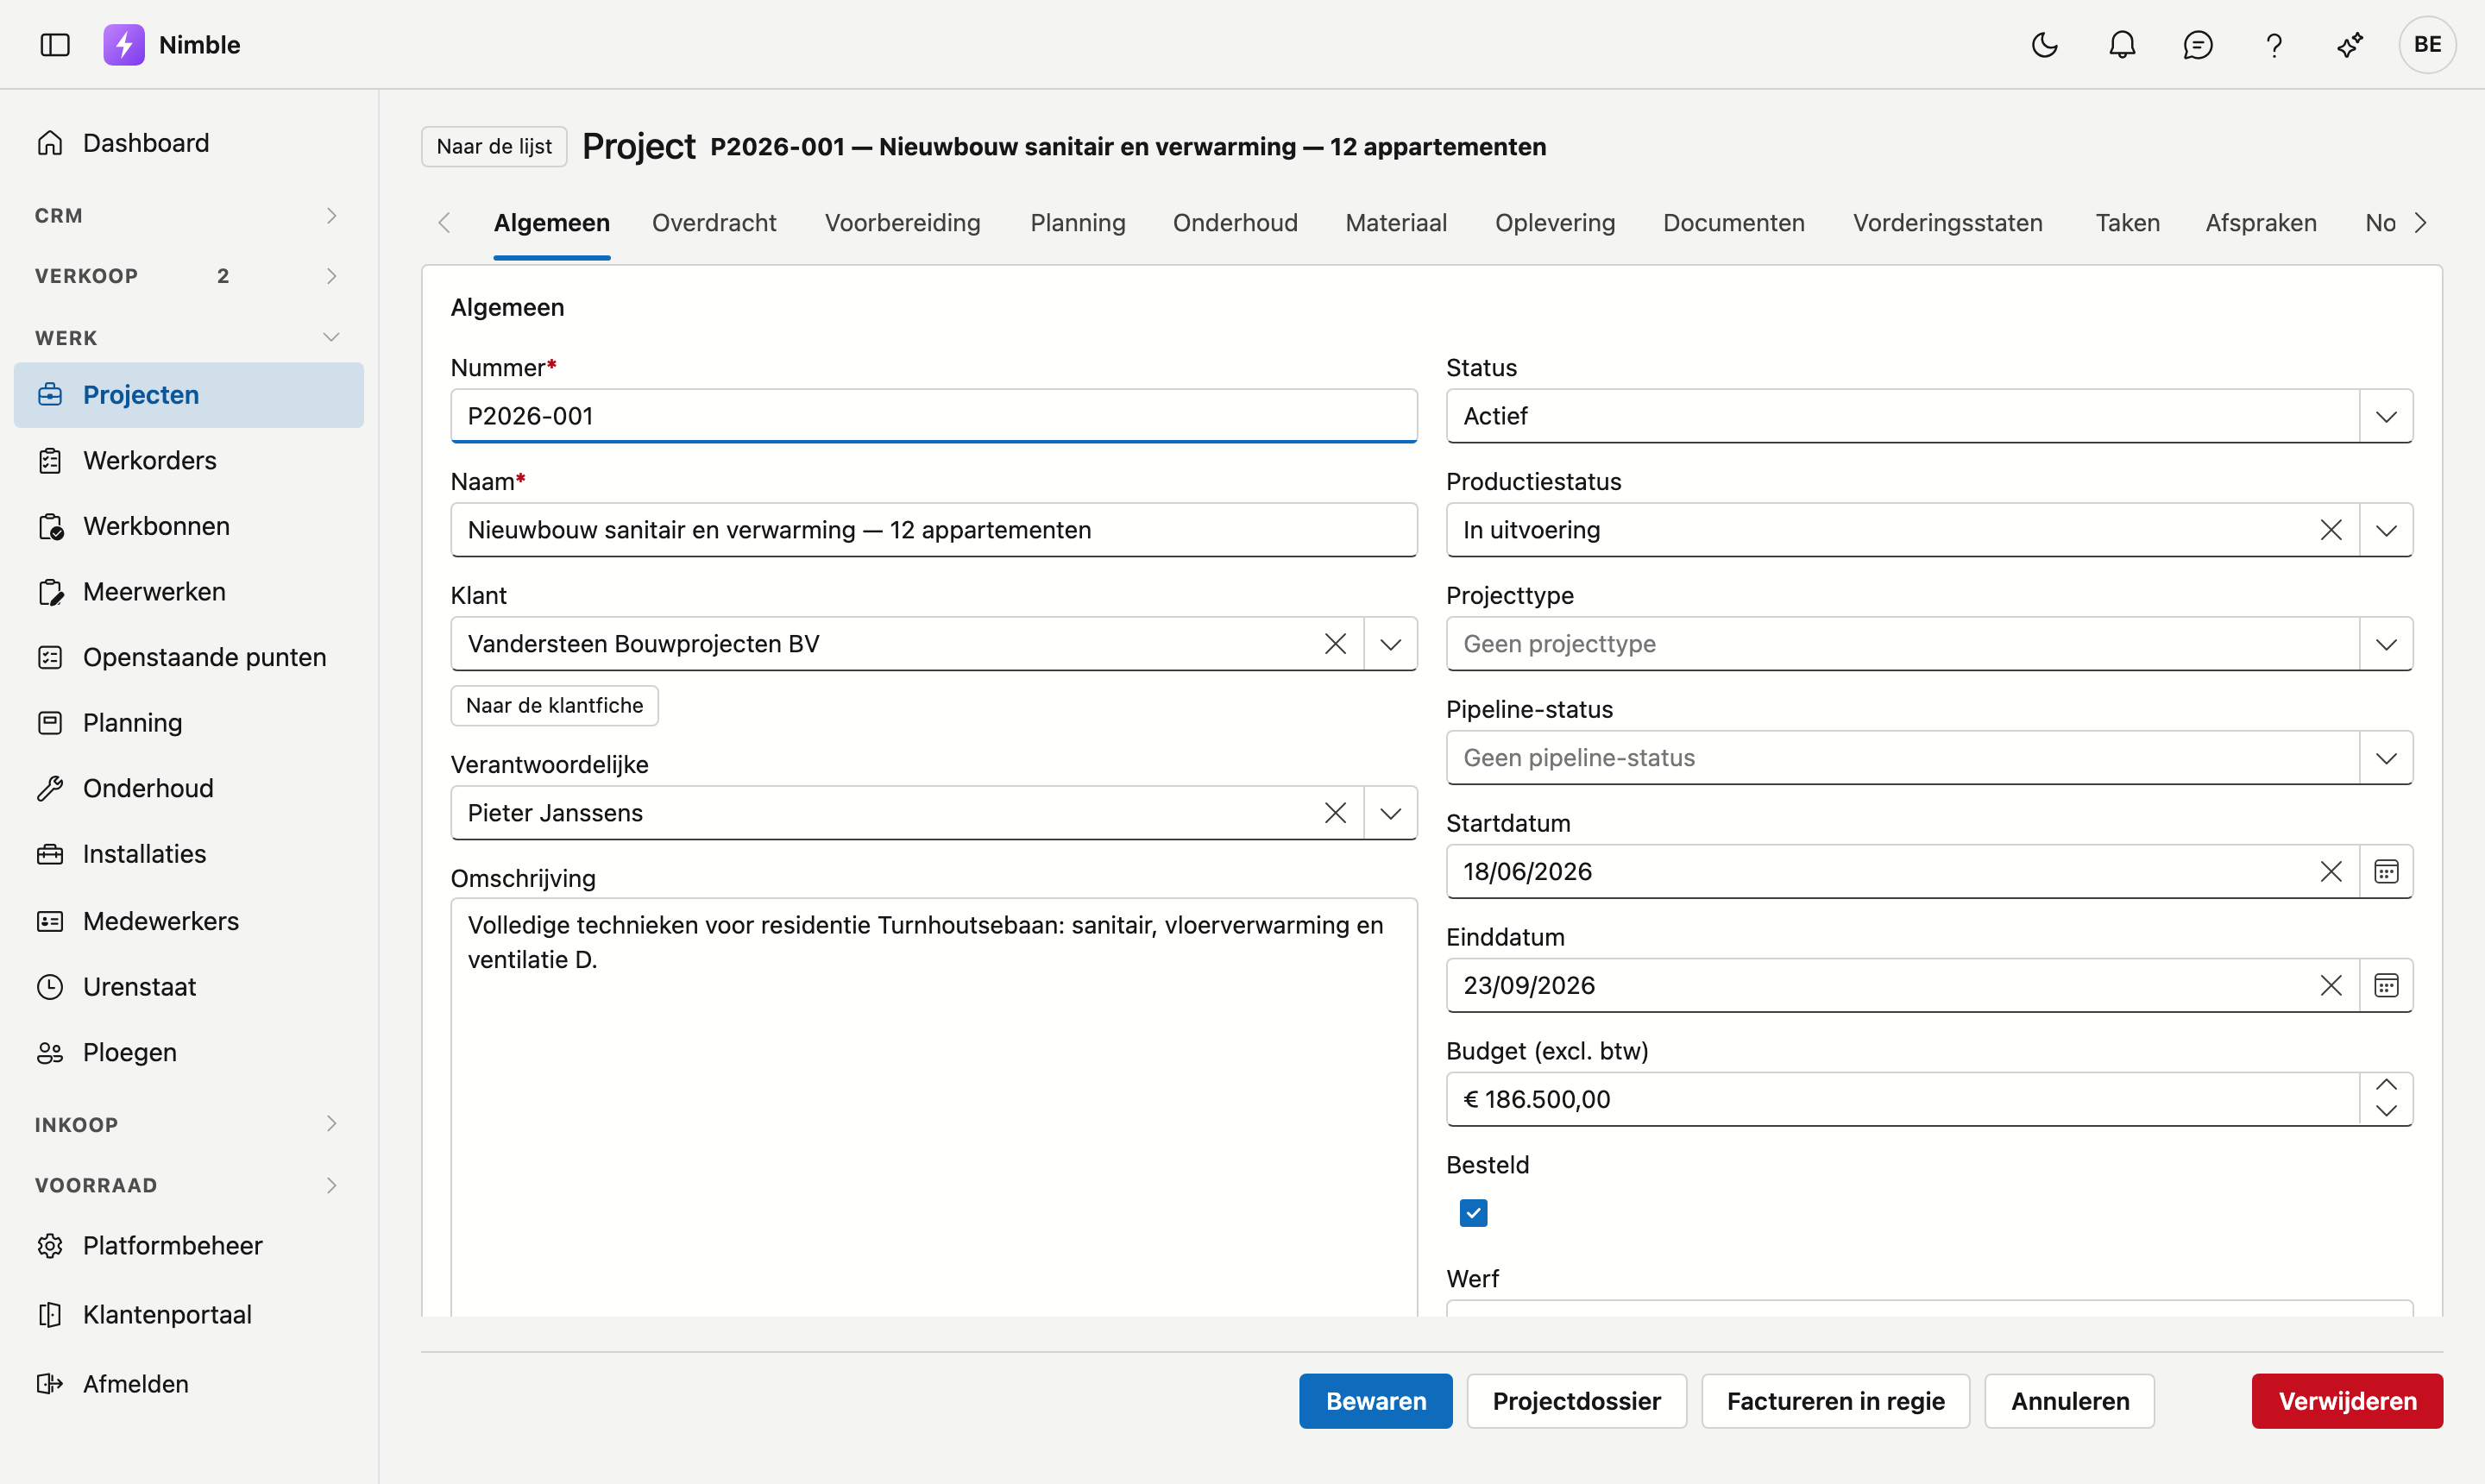 Nimble
BE
Dashboard
CRM
VERKOOP 2
WERK
Projecten
Werkorders
Werkbonnen
Meerwerken
Openstaande punten
Planning
Onderhoud
Installaties
Medewerkers
Urenstaat
Ploegen
INKOOP
VOORRAAD
Platformbeheer
Klantenportaal
Afmelden
Naar de lijst Project P2026-001 — Nieuwbouw sanitair en verwarming — 12 appartementen
Algemeen Overdracht Voorbereiding Planning Onderhoud Materiaal Oplevering Documenten Vorderingsstaten Taken Afspraken No
Algemeen
Nummer*
P2026-001
Naam*
Nieuwbouw sanitair en verwarming — 12 appartementen
Klant
Vandersteen Bouwprojecten BV
Naar de klantfiche
Verantwoordelijke
Pieter Janssens
Omschrijving
Volledige technieken voor residentie Turnhoutsebaan: sanitair, vloerverwarming en
ventilatie D.
Status
Actief
Productiestatus
In uitvoering
Projecttype
Geen projecttype
Pipeline-status
Geen pipeline-status
Startdatum
18/06/2026
Einddatum
23/09/2026
Budget (excl. btw)
€ 186.500,00
Besteld
Werf
Bewaren Projectdossier Factureren in regie Annuleren Verwijderen